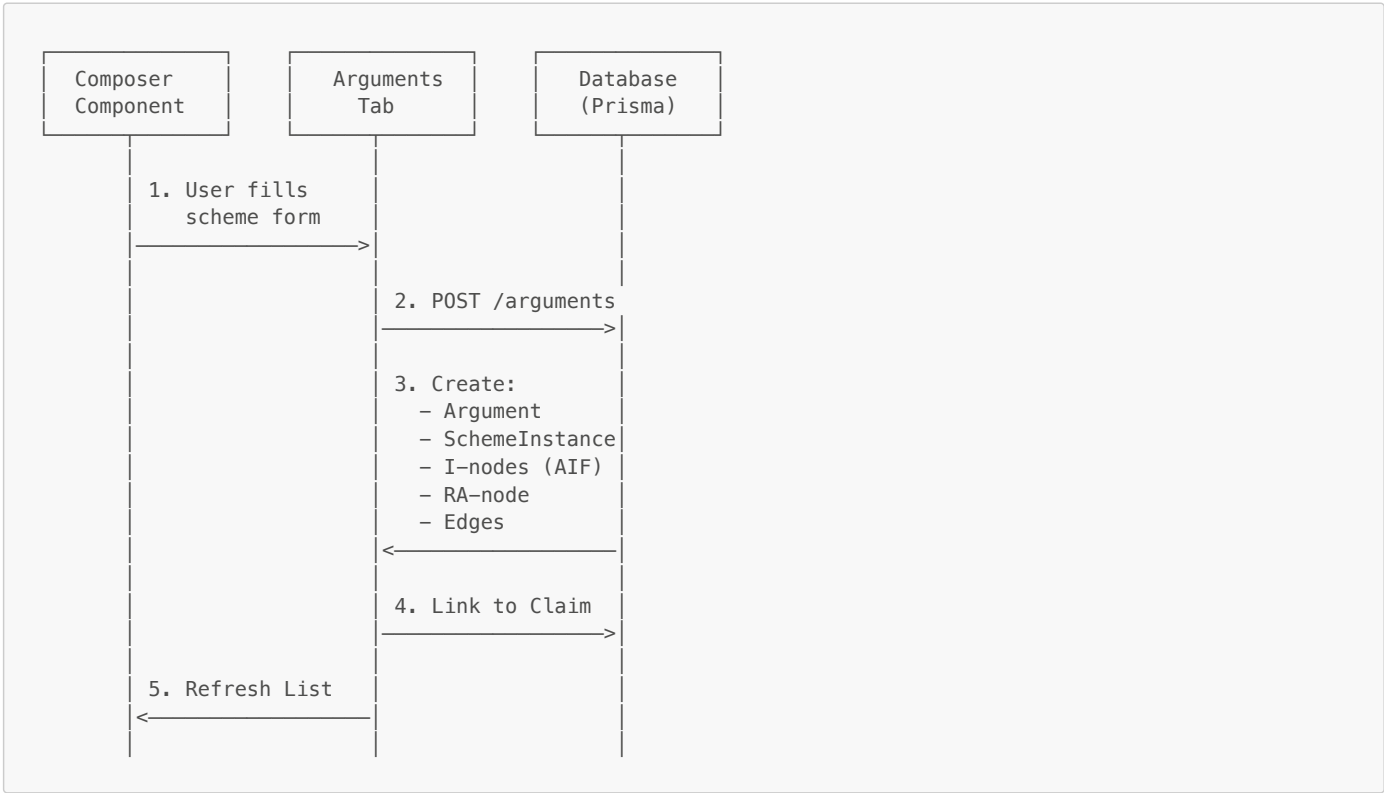 Composer Arguments Database
Component Tab (Prisma)
1. User fills
scheme form
2. POST /arguments
3. Create:
- Argument
- SchemeInstance
- I-nodes (AIF)
- RA-node
- Edges
4. Link to Claim
5. Refresh List